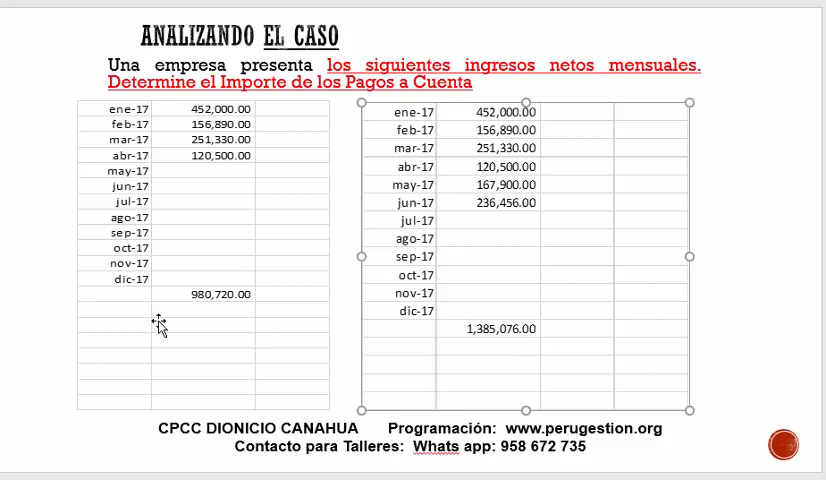 ANALIZANDO EL CASO
Una empresa presenta los siguientes ingresos netos mensuales.
Determine el Importe de los Pagos a Cuenta
ene-17 452,000.00
feb-17 156,890.00
mar-17 251,330.00
abr-17 120,500.00
may-17
jun-17
jul-17
ago-17
sep-17
oct-17
nov-17
dic-17
980,720.00
ene-17 452,000.00
feb-17 156,890.00
mar-17 251,330.00
abr-17 120,500.00
may-17 167,900.00
jun-17 236,456.00
jul-17
ago-17
sep-17
oct-17
nov-17
dic-17
1,385,076.00
CPCC DIONICIO CANAHUA Programación: www.perugestion.org
Contacto para Talleres: Whats app: 958 672 735